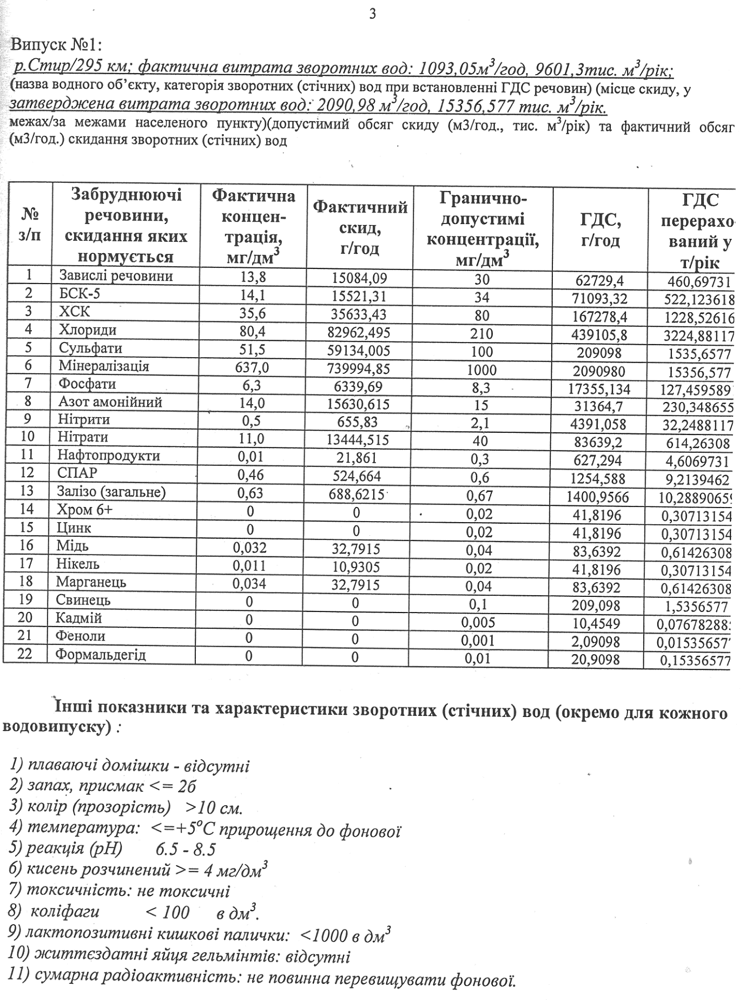 3
Випуск №1:
р.Стир/295 км; фактична витрата зворотних вод: 1093,05м³/год, 9601,3тис. м³/рік;
(назва водного об’єкту, категорія зворотних (стічних) вод при встановленні ГДС речовин) (місце скиду, у
затверджена витрата зворотних вод: 2090,98 м³/год, 15356,577 тис. м³/рік.
межах/за межами населеного пункту)(допустимий обсяг скиду (м3/год., тис. м³/рік) та фактичний обсяг
(м3/год.) скидання зворотних (стічних) вод
№ з/п Забруднюючі речовини, скидання яких нормується Фактична концен- трація, мг/дм³ Фактичний скид, г/год Гранично- допустимі концентрації, мг/дм³ ГДС, г/год ГДС перерахо ваний у т/рік
1 Завислі речовини 13,8 15084,09 30 62729,4 460,69731
2 БСК-5 14,1 15521,31 34 71093,32 522,123618
3 ХСК 35,6 35633,43 80 167278,4 1228,52616
4 Хлориди 80,4 82962,495 210 439105,8 3224,88117
5 Сульфати 51,5 59134,005 100 209098 1535,6577
6 Мінералізація 637,0 739994,85 1000 2090980 15356,577
7 Фосфати 6,3 6339,69 8,3 17355,134 127,459589
8 Азот амонійний 14,0 15630,615 15 31364,7 230,348655
9 Нітрити 0,5 655,83 2,1 4391,058 32,2488117
10 Нітрати 11,0 13444,515 40 83639,2 614,26308
11 Нафтопродукти 0,01 21,861 0,3 627,294 4,6069731
12 СПАР 0,46 524,664 0,6 1254,588 9,2139462
13 Залізо (загальне) 0,63 688,6215 0,67 1400,9566 10,2889065
14 Хром 6+ 0 0 0,02 41,8196 0,30713154
15 Цинк 0 0 0,02 41,8196 0,30713154
16 Мідь 0,032 32,7915 0,04 83,6392 0,61426308
17 Нікель 0,011 10,9305 0,02 41,8196 0,30713154
18 Марганець 0,034 32,7915 0,04 83,6392 0,61426308
19 Свинець 0 0 0,1 209,098 1,5356577
20 Кадмій 0 0 0,005 10,4549 0,07678288
21 Феноли 0 0 0,001 2,09098 0,01535657
22 Формальдегід 0 0 0,01 20,9098 0,15356577
Інші показники та характеристики зворотних (стічних) вод (окремо для кожного
водовипуску) :
1) плаваючі домішки - відсутні
2) запах, присмак <= 2б
3) колір (прозорість) >10 см.
4) температура: <=+5°С прирощення до фонової
5) реакція (рН) 6.5 - 8.5
6) кисень розчинений >= 4 мг/дм³
7) токсичність: не токсичні
8) коліфаги < 100 в дм³.
9) лактопозитивні кишкові палички: <1000 в дм³
10) життєздатні яйця гельмінтів: відсутні
11) сумарна радіоактивність: не повинна перевищувати фонової.